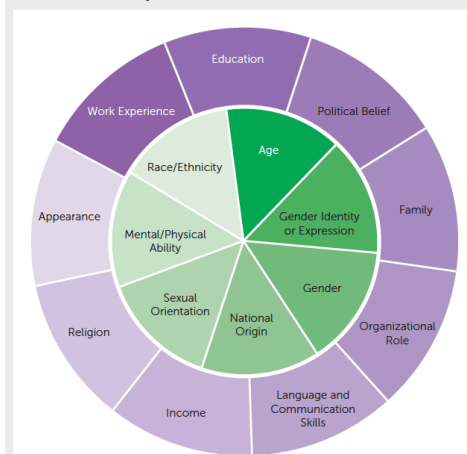 Education
Political Belief
Family
Organizational
Role
Language and
Communication
Skills
Income
Religion
Appearance
Work Experience
Age
Gender Identity
or Expression
Gender
National
Origin
Sexual
Orientation
Mental/Physical
Ability
Race/Ethnicity